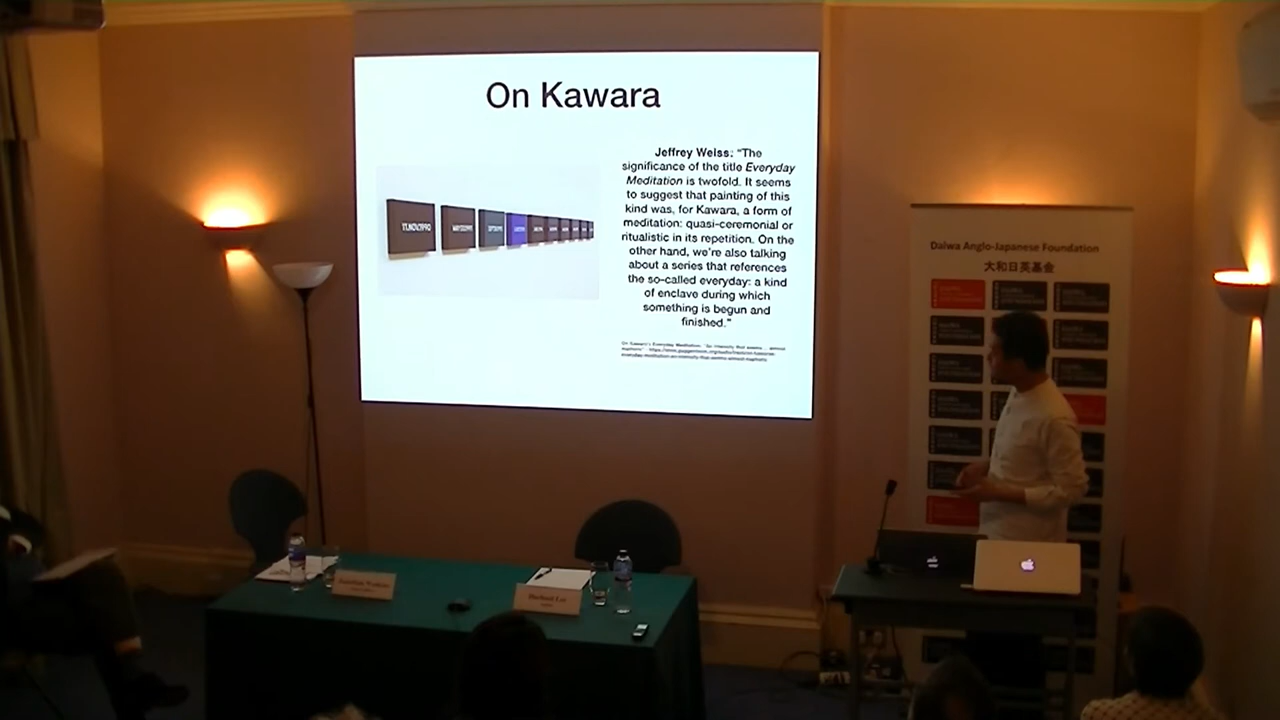 On Kawara
Jeffrey Weiss: “The
significance of the title Everyday
Meditation is twofold. It seems
to suggest that painting of this
kind was, for Kawara, a form of
meditation: quasi-ceremonial or
ritualistic in its repetition. On the
other hand, we're also talking
about a series that references
the so-called everyday: a kind
of enclave during which
something is begun and
finished.”
Daiwa Anglo-Japanese Foundation
大和日英基金